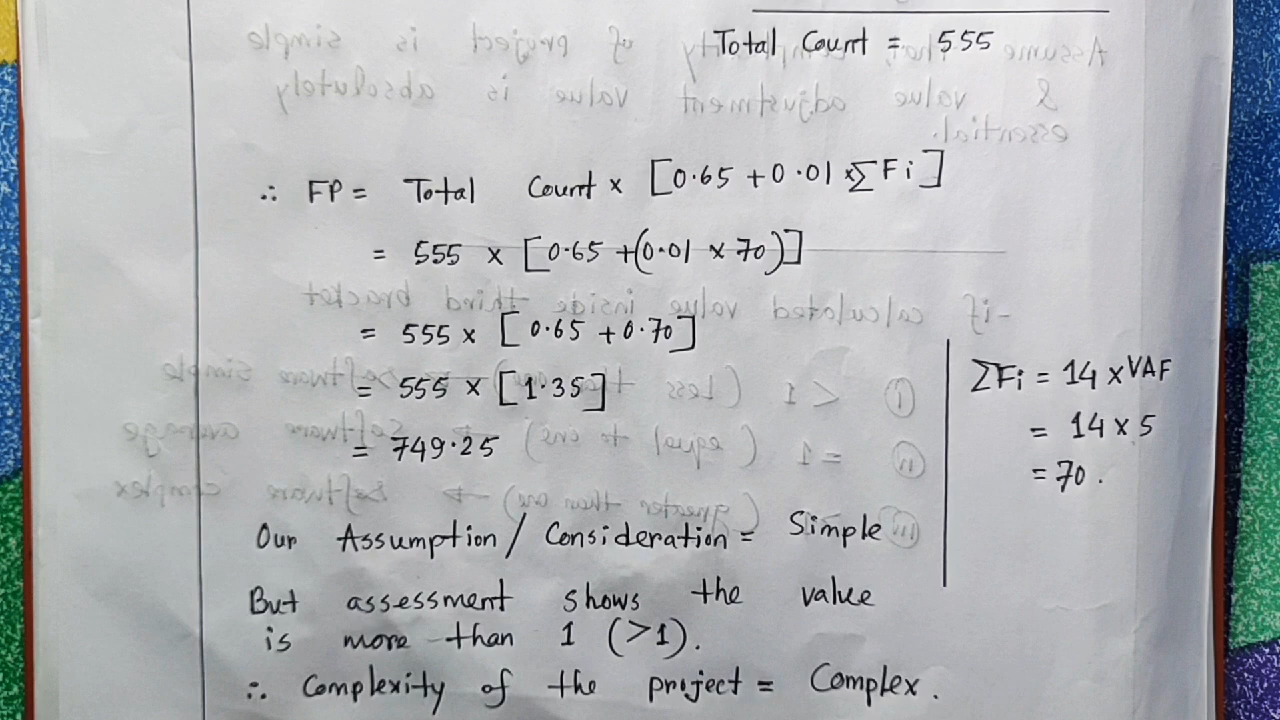 Total Count = 555
∴ FP = Total Count × [0.65 + 0.01 × ΣFi]
= 555 × [0.65 + (0.01 × 70)]
= 555 × [0.65 + 0.70]
= 555 × [1.35]
= 749.25
ΣFi = 14 × VAF
= 14 × 5
= 70.
Our Assumption / Consideration = Simple
But assessment shows the value
is more than 1 (>1).
∴ Complexity of the project = Complex.